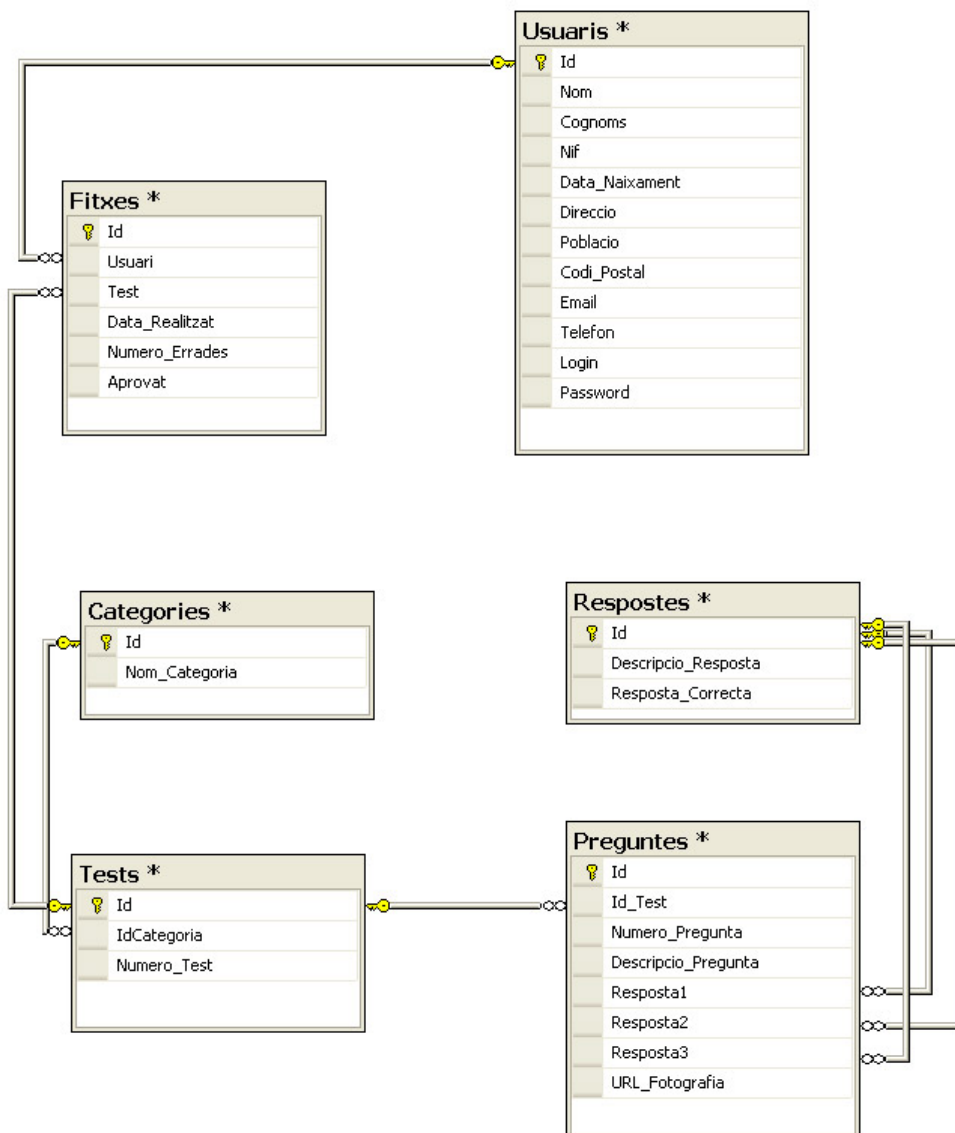 Usuaris *
Id
Nom
Cognoms
Nif
Data_Naixament
Direccio
Poblacio
Codi_Postal
Email
Telefon
Login
Password
Fitxes *
Id
Usuari
Test
Data_Realitzat
Numero_Errades
Aprovat
Categories *
Id
Nom_Categoria
Respostes *
Id
Descripcio_Resposta
Resposta_Correcta
Tests *
Id
IdCategoria
Numero_Test
Preguntes *
Id
Id_Test
Numero_Pregunta
Descripcio_Pregunta
Resposta1
Resposta2
Resposta3
URL_Fotografia